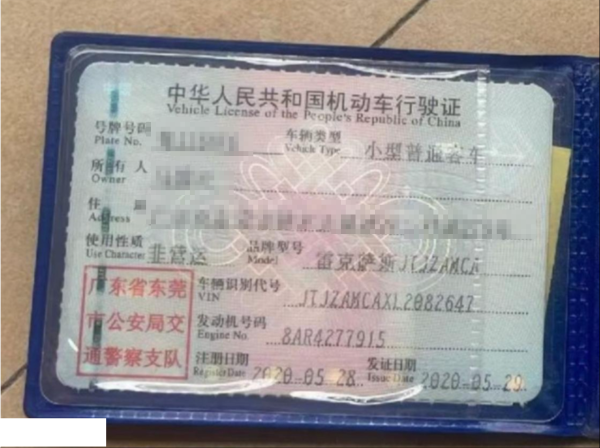 中华人民共和国机动车行驶证
Vehicle License of the People's Republic of China
号牌号码
Plate No.
车辆类型 小型普通客车
Vehicle Type
所有人
Owner
住
Address
使用性质 非营运
Use Character
品牌型号 雷克萨斯JTJZAMCA
Model
广东省东莞
市公安局交
通警察支队
车辆识别代号 JTJZAMCAXL2082647
VIN
发动机号码 8AR4277915
Engine No.
注册日期 2020-05-28
Register Date
发证日期 2020-05-29
Issue Date